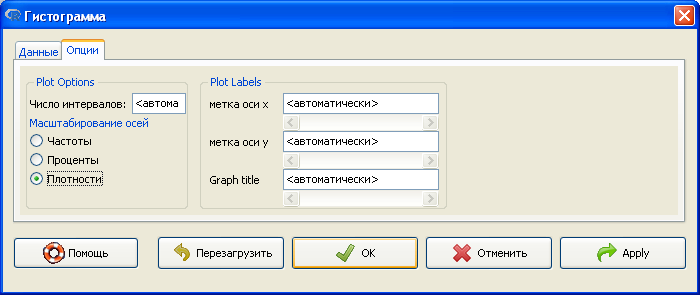 Гистограмма
Данные
Опции
Plot Options
Число интервалов: <автома
Масштабирование осей
Частоты
Проценты
Плотности
Plot Labels
метка оси x <автоматически>
метка оси y <автоматически>
Graph title <автоматически>
Помощь
Перезагрузить
OK
Отменить
Apply